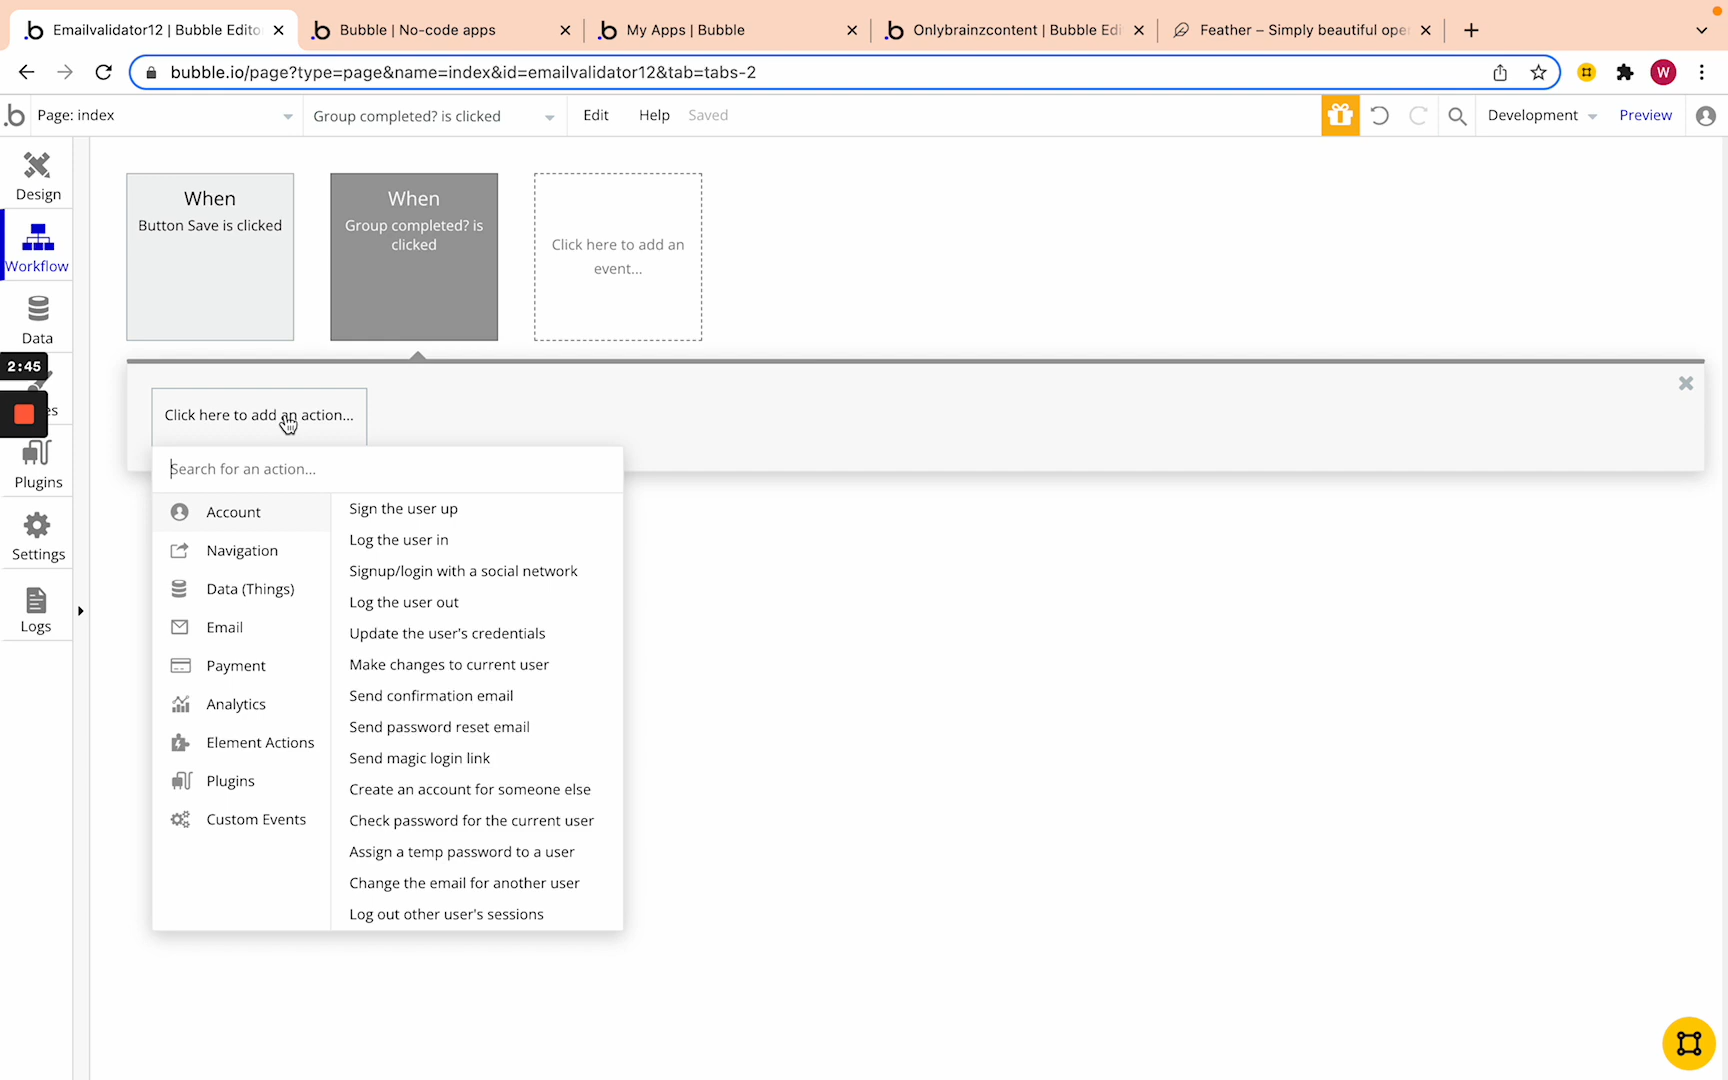 Emailvalidator12 | Bubble Edito
Bubble | No-code apps
My Apps | Bubble
Onlybrainzcontent | Bubble Edi
Feather – Simply beautiful ope
bubble.io/page?type=page&name=index&id=emailvalidator12&tab=tabs-2
W
b
Page: index
Group completed? is clicked
Edit
Help
Saved
Development
Preview
Design
Workflow
Data
2:45
es
Plugins
Settings
Logs
When
Button Save is clicked
When
Group completed? is
clicked
Click here to add an
event...
Click here to add an action...
Search for an action...
Account
Navigation
Data (Things)
Email
Payment
Analytics
Element Actions
Plugins
Custom Events
Sign the user up
Log the user in
Signup/login with a social network
Log the user out
Update the user's credentials
Make changes to current user
Send confirmation email
Send password reset email
Send magic login link
Create an account for someone else
Check password for the current user
Assign a temp password to a user
Change the email for another user
Log out other user's sessions